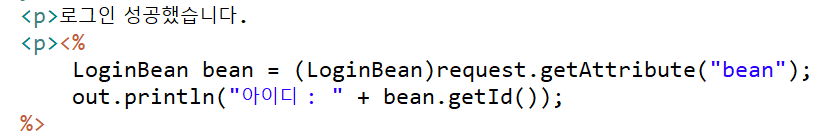 <p>로그인 성공했습니다.
<p><%
    LoginBean bean = (LoginBean)request.getAttribute("bean");
    out.println("아이디 : " + bean.getId());
%>